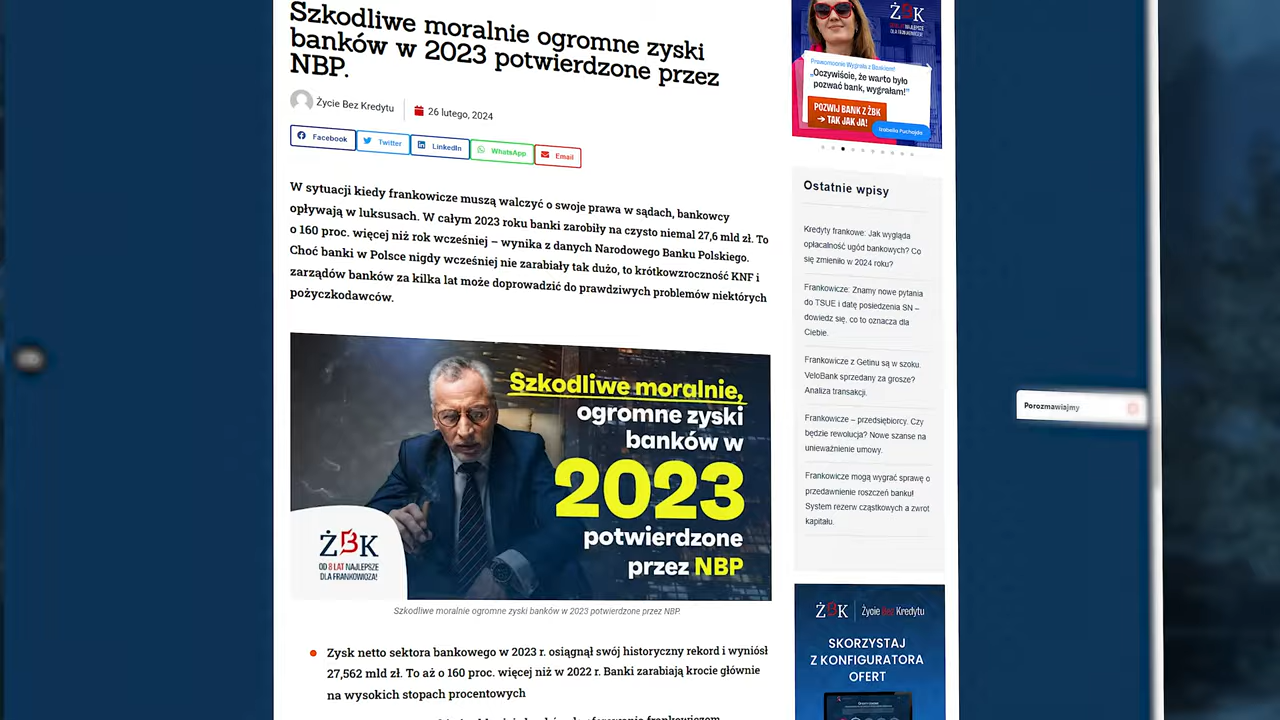 Szkodliwe moralnie ogromne zyski
banków w 2023 potwierdzone przez
NBP.
Życie Bez Kredytu
26 lutego, 2024
Facebook
Twitter
LinkedIn
WhatsApp
Email
W sytuacji kiedy frankowicze muszą walczyć o swoje prawa w sądach, bankowcy
opływają w luksusach. W całym 2023 roku banki zarobiły na czysto niemal 27,6 mld zł. To
o 160 proc. więcej niż rok wcześniej – wynika z danych Narodowego Banku Polskiego.
Choć banki w Polsce nigdy wcześniej nie zarabiały tak dużo, to krótkowzroczność KNF i
zarządów banków za kilka lat może doprowadzić do prawdziwych problemów niektórych
pożyczkodawców.
Szkodliwe moralnie,
ogromne zyski
banków w
2023
potwierdzone
przez NBP
ŻBK
OD 8 LAT NAJLEPSZE
DLA FRANKOWICZA!
Szkodliwe moralnie ogromne zyski banków w 2023 potwierdzone przez NBP.
Zysk netto sektora bankowego w 2023 r. osiągnął swój historyczny rekord i wyniósł
27,562 mld zł. To aż o 160 proc. więcej niż w 2022 r. Banki zarabiają krocie głównie
na wysokich stopach procentowych
ŻBK
Prawomocnie Wygrała z Bankiem!
„Oczywiście, że warto było
pozwać bank, wygrałam!”
POZWIJ BANK Z ŻBK
→ TAK JAK JA!
Izabella Puchajda
Ostatnie wpisy
Kredyty frankowe: Jak wygląda
opłacalność ugód bankowych? Co
się zmieniło w 2024 roku?
Frankowicze: Znamy nowe pytania
do TSUE i datę posiedzenia SN –
dowiedz się, co to oznacza dla
Ciebie.
Frankowicze z Getinu są w szoku.
VeloBank sprzedany za grosze?
Analiza transakcji.
Frankowicze – przedsiębiorcy. Czy
będzie rewolucja? Nowe szanse na
unieważnienie umowy.
Frankowicze mogą wygrać sprawę o
przedawnienie roszczeń banku!
System rezerw cząstkowych a zwrot
kapitału.
ŻBK Życie Bez Kredytu
SKORZYSTAJ
Z KONFIGURATORA
OFERT
Porozmawiajmy